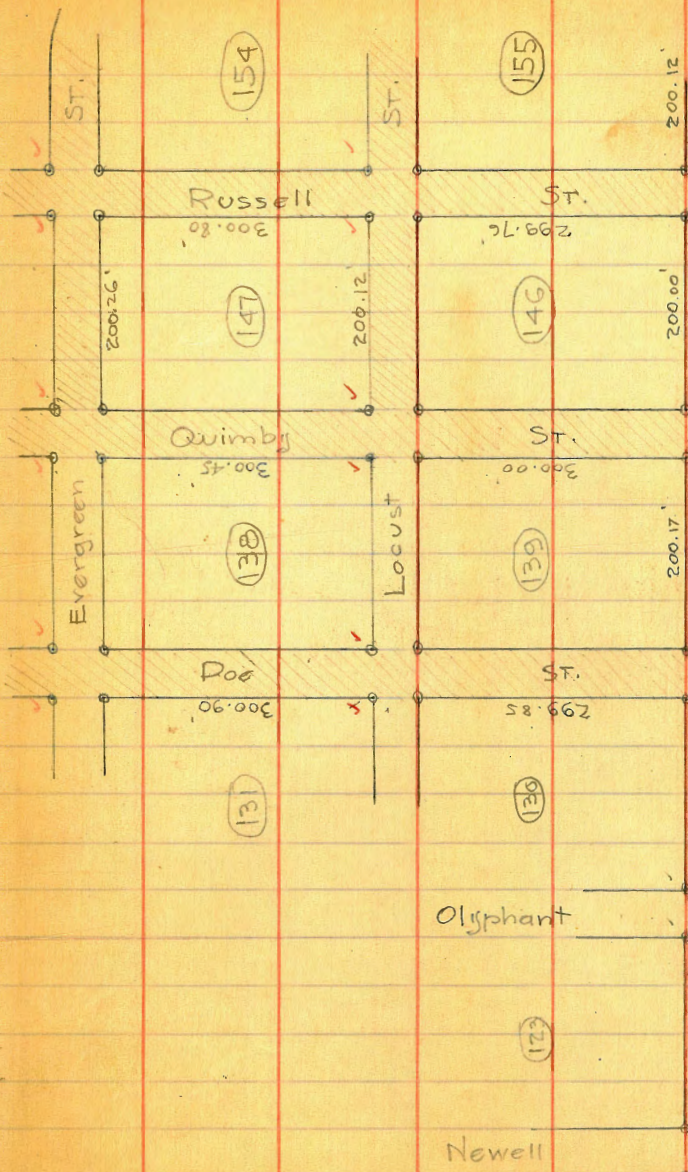 ST.
154
ST.
155
200.12'
Russell
ST.
300.80'
299.76'
200.26'
147
200.12'
146
200.00'
Quimby
ST.
300.45'
300.00
Evergreen
138
Locust
139
200.17'
Poe
ST.
300.90'
299.85
131
130
Oliphant
123
Newell